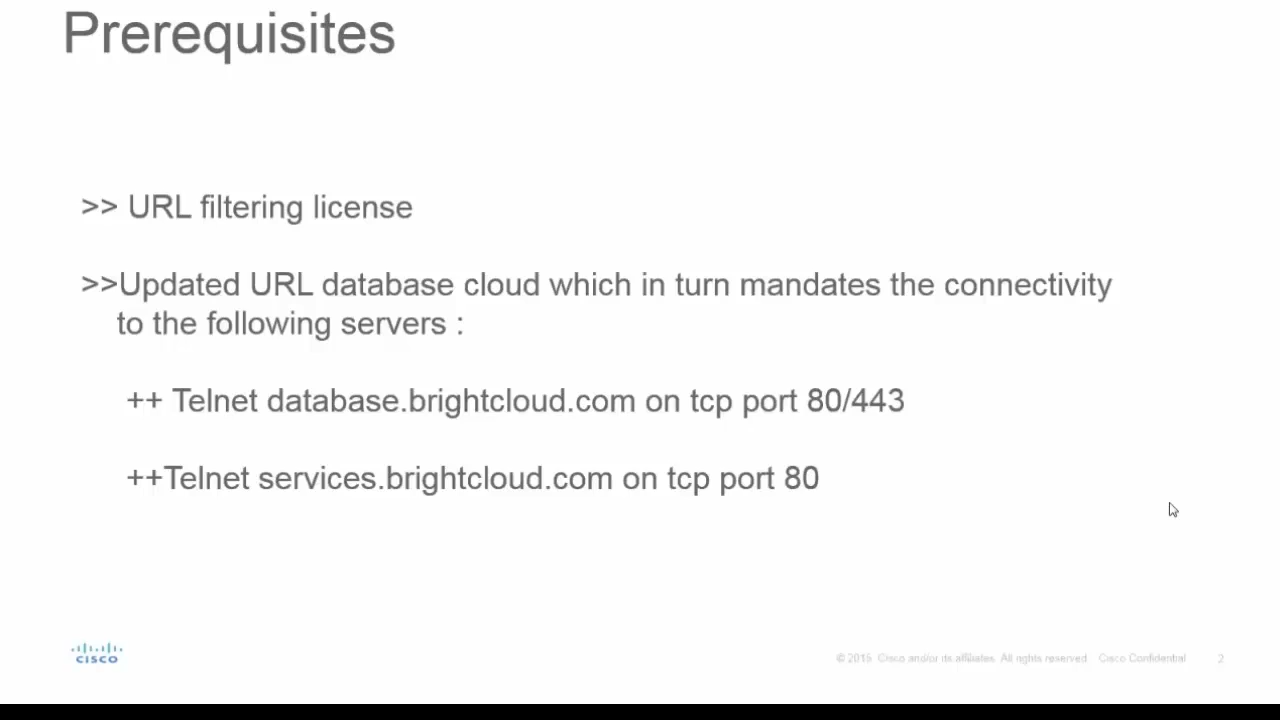 Prerequisites
>> URL filtering license
>>Updated URL database cloud which in turn mandates the connectivity
to the following servers :
++ Telnet database.brightcloud.com on tcp port 80/443
++Telnet services.brightcloud.com on tcp port 80
CISCO
© 2015 Cisco and/or its affiliates. All rights reserved. Cisco Confidential 2